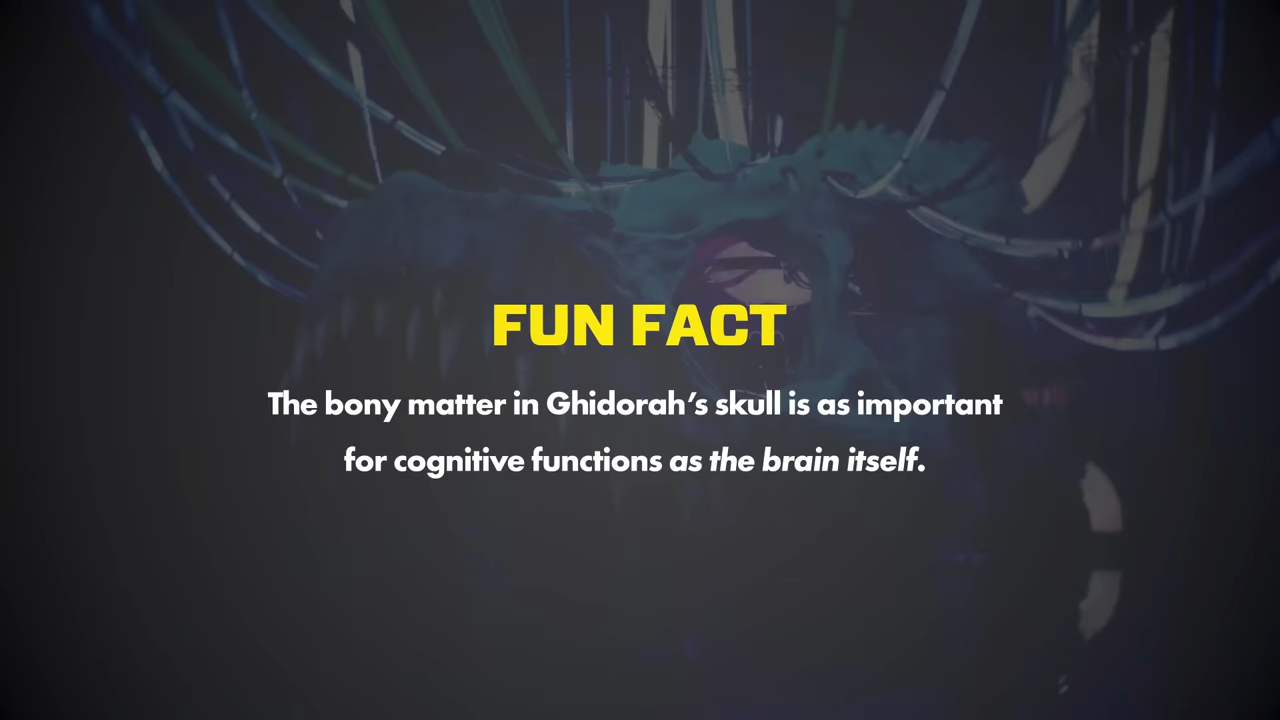 FUN FACT
The bony matter in Ghidorah's skull is as important
for cognitive functions as the brain itself.